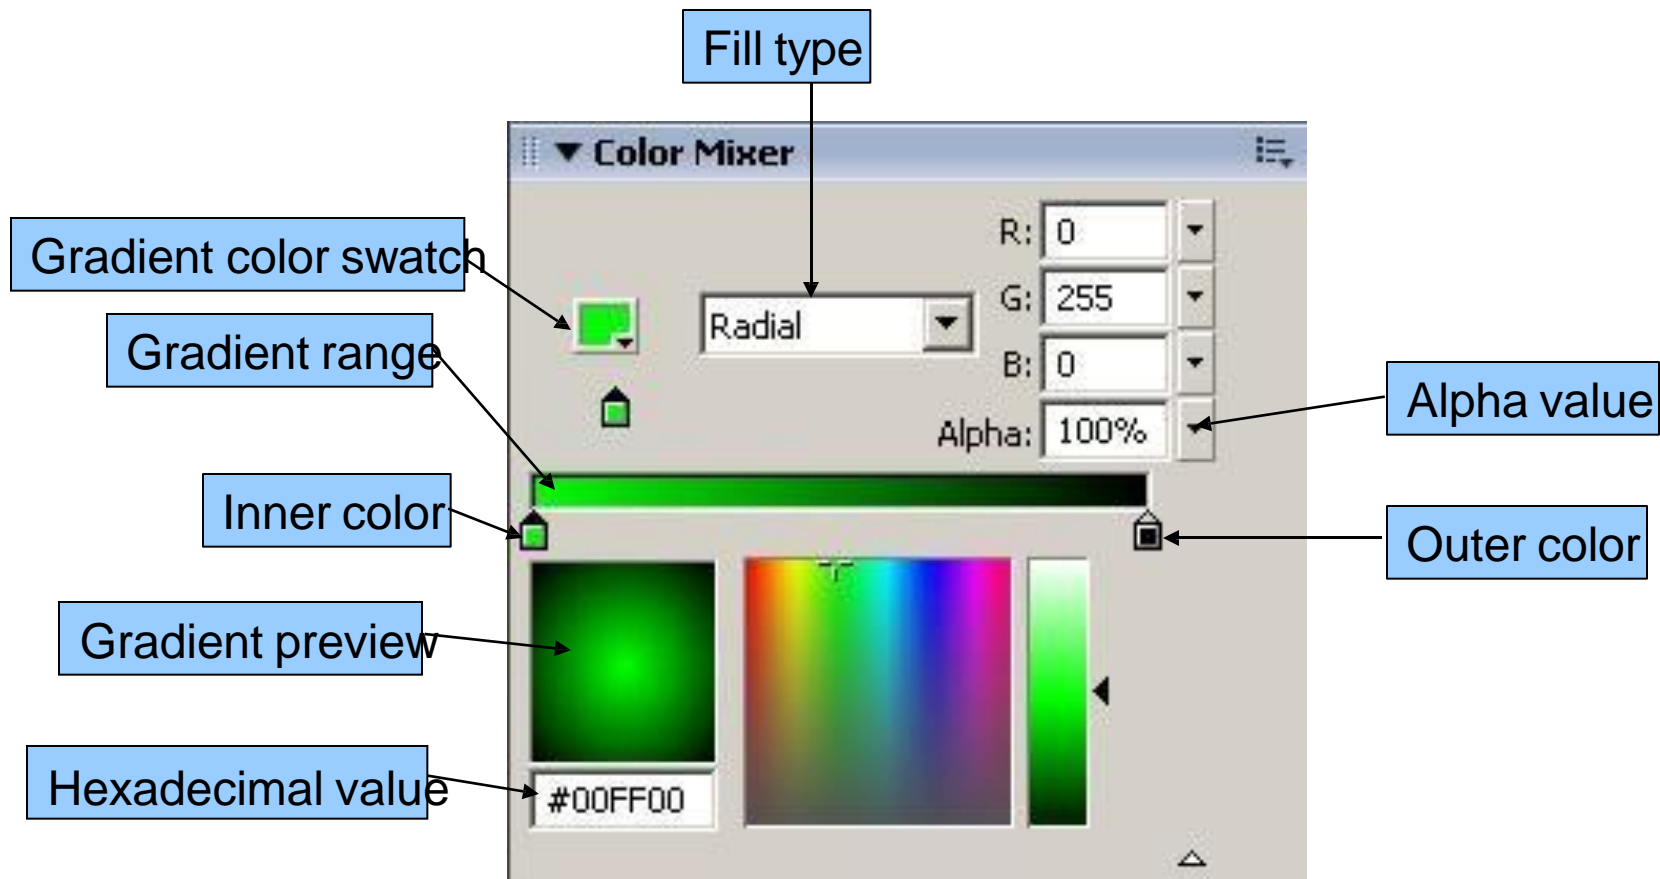 Fill type
Color Mixer
R: 0
Gradient color swatch
G: 255
Radial
Gradient range
B: 0
Alpha value
Alpha: 100%
Inner color
Outer color
Gradient preview
Hexadecimal value
#00FF00